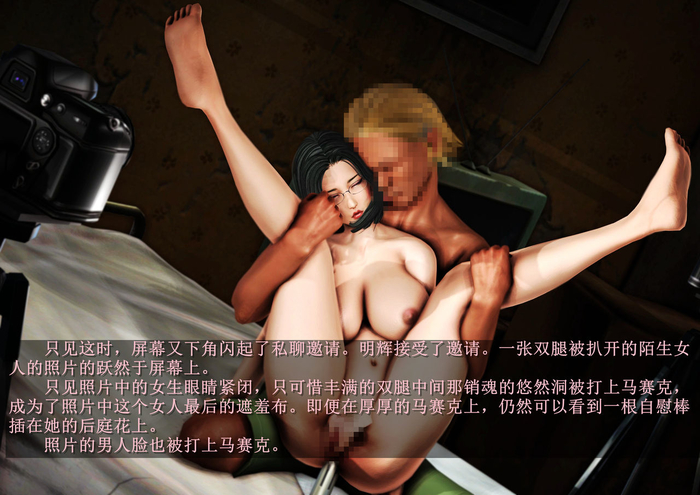 只见这时，屏幕又下角闪起了私聊邀请。明辉接受了邀请。一张双腿被扒开的陌生女
人的照片的跃然于屏幕上。
只见照片中的女生眼睛紧闭，只可惜丰满的双腿中间那销魂的悠然洞被打上马赛克，
成为了照片中这个女人最后的遮羞布。即便在厚厚的马赛克上，仍然可以看到一根自慰棒
插在她的后庭花上。
照片的男人脸也被打上马赛克。